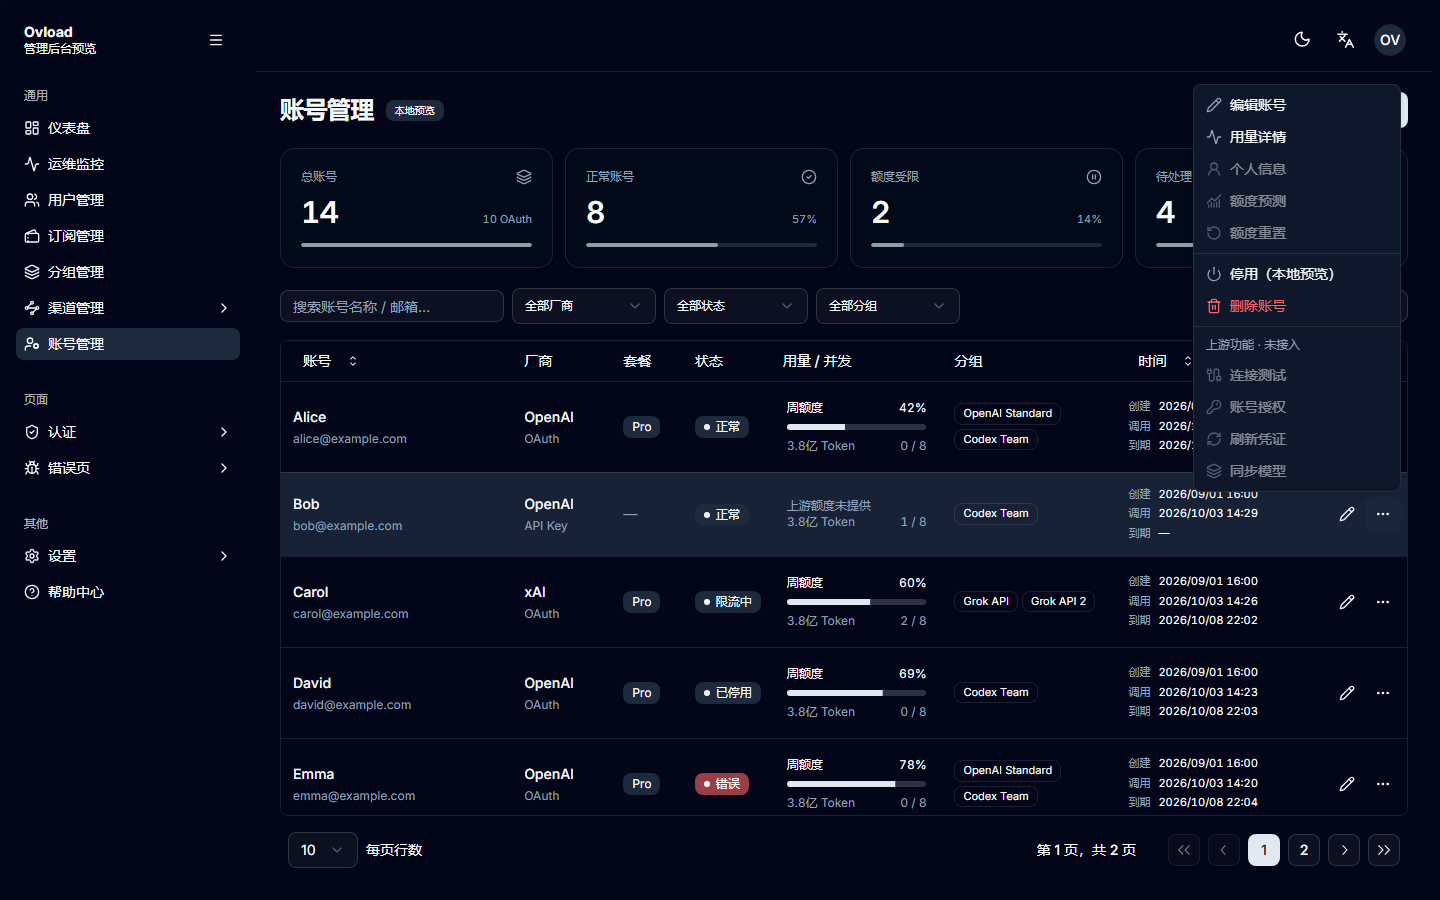 Ovload
管理后台预览
OV
通用
仪表盘
运维监控
用户管理
订阅管理
分组管理
渠道管理
账号管理
页面
认证
错误页
其他
设置
帮助中心
账号管理 本地预览
总账号
14 10 OAuth
正常账号
8 57%
额度受限
2 14%
待处理
4
搜索账号名称 / 邮箱... 全部厂商 全部状态 全部分组
账号 厂商 套餐 状态 用量 / 并发 分组 时间
Alice
alice@example.com
OpenAI
OAuth
Pro
正常
周额度 42%
3.8亿 Token 0 / 8
OpenAI Standard
Codex Team
创建 2026/0
调用 2026/1
到期 2026/1
Bob
bob@example.com
OpenAI
API Key
—
正常
上游额度未提供
3.8亿 Token 1 / 8
Codex Team
创建 2026/09/01 16:00
调用 2026/10/03 14:29
到期 —
Carol
carol@example.com
xAI
OAuth
Pro
限流中
周额度 60%
3.8亿 Token 2 / 8
Grok API Grok API 2
创建 2026/09/01 16:00
调用 2026/10/03 14:26
到期 2026/10/08 22:02
David
david@example.com
OpenAI
OAuth
Pro
已停用
周额度 69%
3.8亿 Token 0 / 8
Codex Team
创建 2026/09/01 16:00
调用 2026/10/03 14:23
到期 2026/10/08 22:03
Emma
emma@example.com
OpenAI
OAuth
Pro
错误
周额度 78%
3.8亿 Token 0 / 8
OpenAI Standard
Codex Team
创建 2026/09/01 16:00
调用 2026/10/03 14:20
到期 2026/10/08 22:04
10 每页行数
第 1 页，共 2 页
1 2
编辑账号
用量详情
个人信息
额度预测
额度重置
停用（本地预览）
删除账号
上游功能 · 未接入
连接测试
账号授权
刷新凭证
同步模型